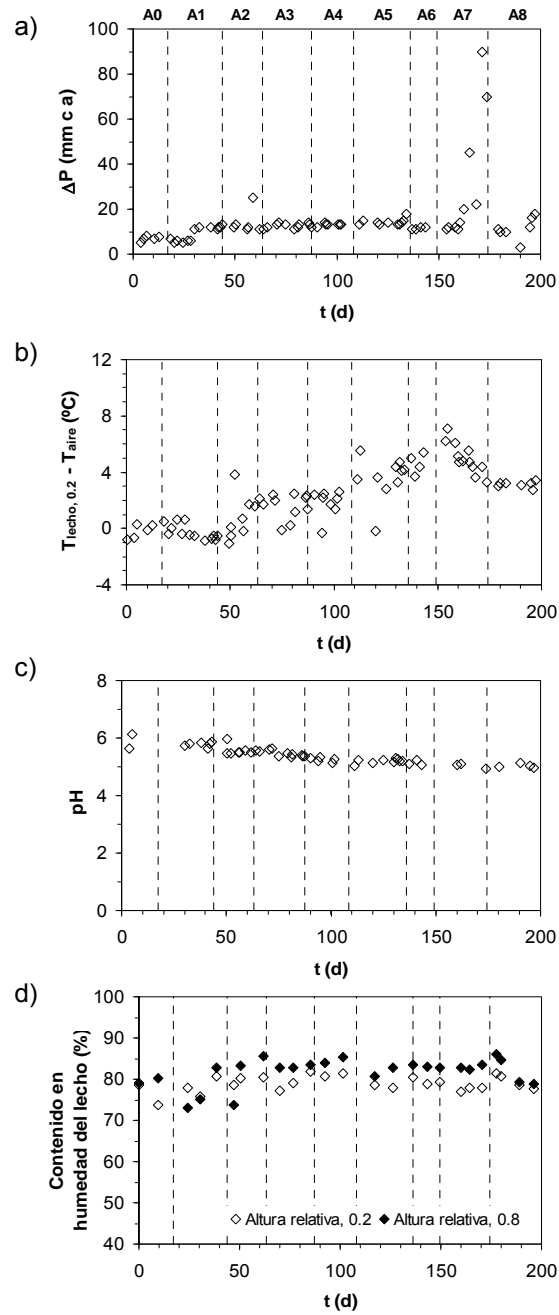 a)
A0 A1 A2 A3 A4 A5 A6 A7 A8
ΔP (mm c a)
100
80
60
40
20
0
0 50 100 150 200
t (d)
b)
T lecho, 0.2 - T aire (ºC)
12
8
4
0
-4
0 50 100 150 200
t (d)
c)
pH
8
6
4
2
0
0 50 100 150 200
t (d)
d)
Contenido en
humedad del lecho (%)
100
90
80
70
60
50
40
Altura relativa, 0.2 Altura relativa, 0.8
0 50 100 150 200
t (d)